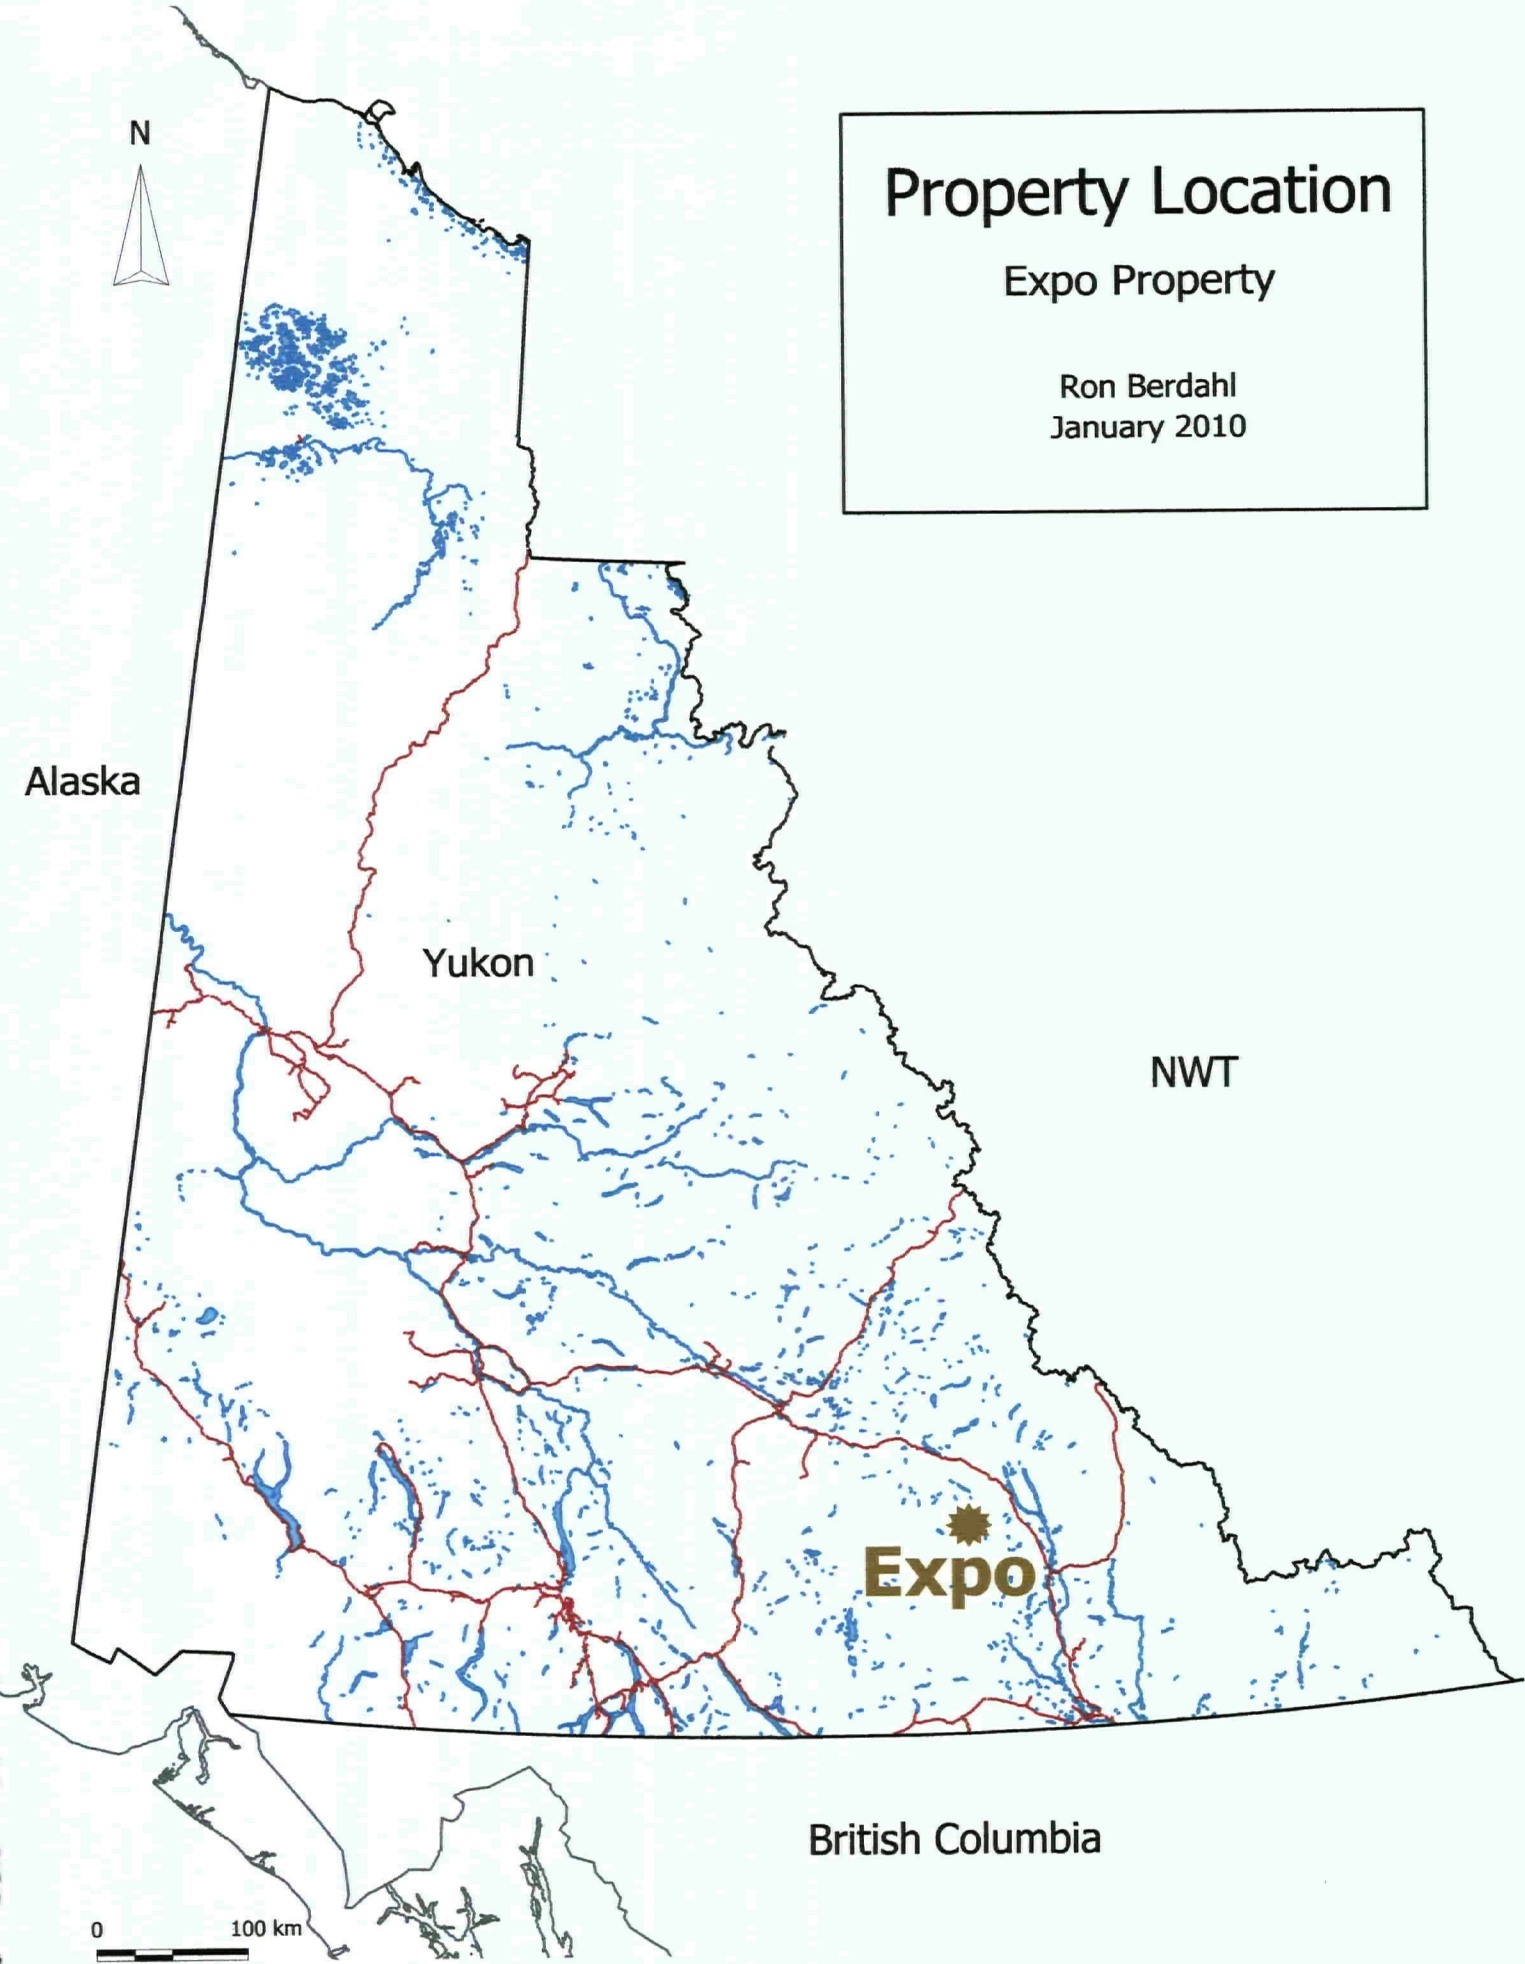 N
Property Location
Expo Property
Ron Berdahl
January 2010
Alaska
Yukon
NWT
Expo
British Columbia
0 100 km